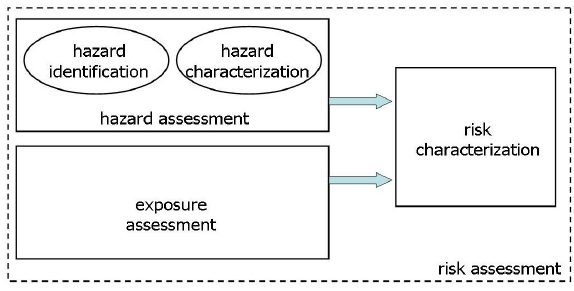 hazard
identification
hazard
characterization
hazard assessment
exposure
assessment
risk
characterization
risk assessment